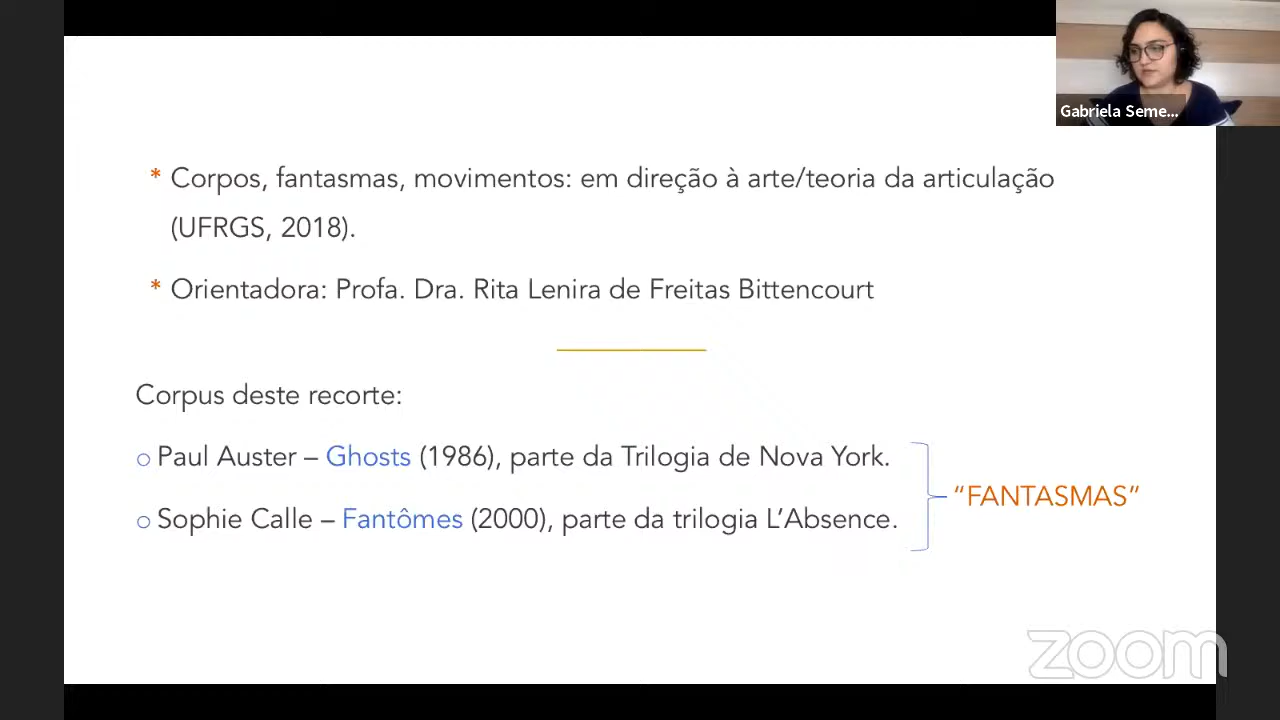 Gabriela Seme...
* Corpos, fantasmas, movimentos: em direção à arte/teoria da articulação
(UFRGS, 2018).
* Orientadora: Profa. Dra. Rita Lenira de Freitas Bittencourt
Corpus deste recorte:
o Paul Auster – Ghosts (1986), parte da Trilogia de Nova York.
“FANTASMAS”
o Sophie Calle – Fantômes (2000), parte da trilogia L’Absence.
zoom